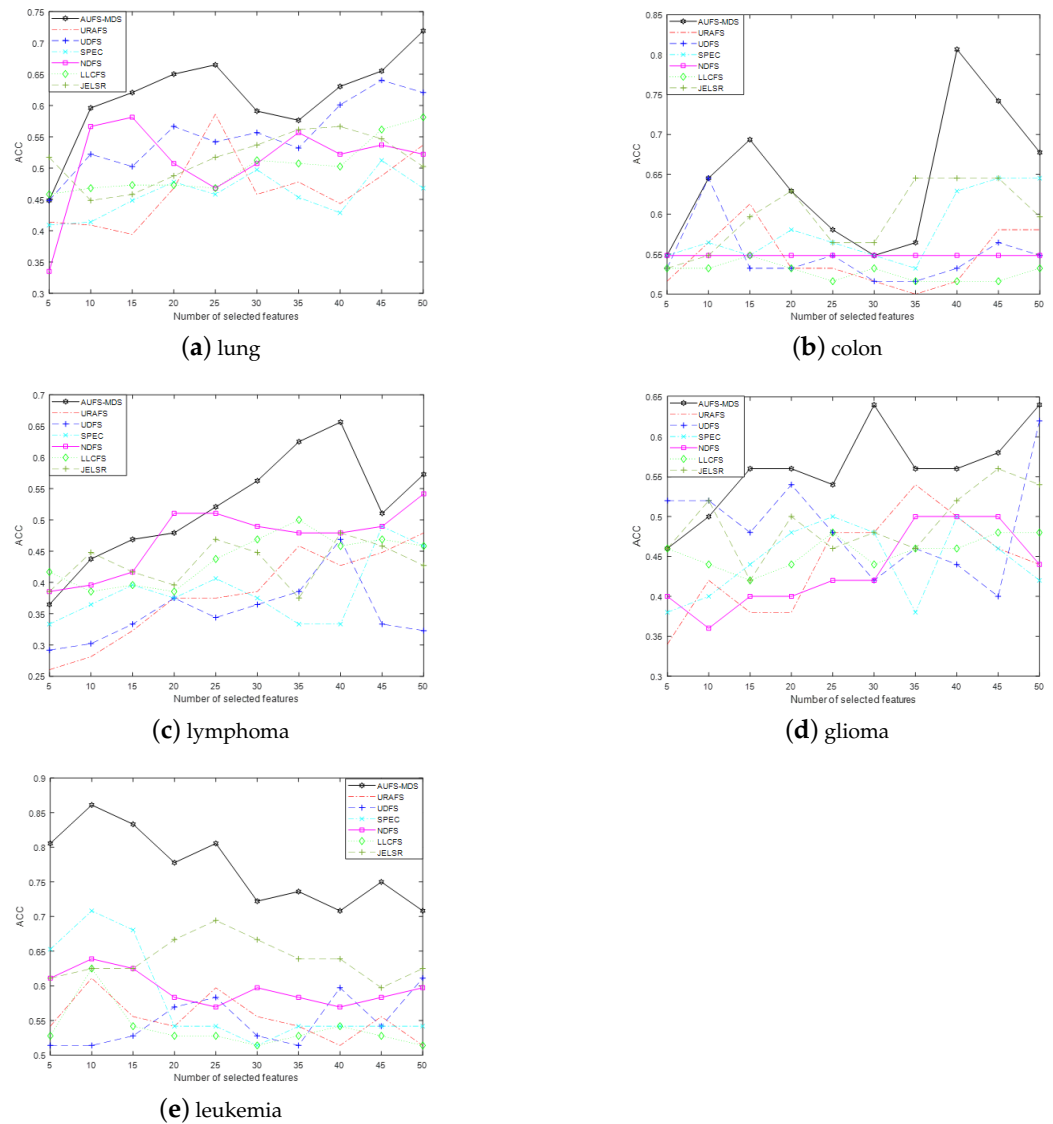 0.75
0.7
0.65
0.6
0.55
0.5
0.45
0.4
0.35
0.3
ACC
AUFS-MDS
URAFS
UDFS
SPEC
NDFS
LLCFS
JELSR
5 10 15 20 25 30 35 40 45 50
Number of selected features
(a) lung
0.85
0.8
0.75
0.7
0.65
0.6
0.55
0.5
ACC
AUFS-MDS
URAFS
UDFS
SPEC
NDFS
LLCFS
JELSR
5 10 15 20 25 30 35 40 45 50
Number of selected features
(b) colon
0.7
0.65
0.6
0.55
0.5
0.45
0.4
0.35
0.3
0.25
ACC
AUFS-MDS
URAFS
UDFS
SPEC
NDFS
LLCFS
JELSR
5 10 15 20 25 30 35 40 45 50
Number of selected features
(c) lymphoma
0.65
0.6
0.55
0.5
0.45
0.4
0.35
0.3
ACC
AUFS-MDS
URAFS
UDFS
SPEC
NDFS
LLCFS
JELSR
5 10 15 20 25 30 35 40 45 50
Number of selected features
(d) glioma
0.9
0.85
0.8
0.75
0.7
0.65
0.6
0.55
0.5
ACC
AUFS-MDS
URAFS
UDFS
SPEC
NDFS
LLCFS
JELSR
5 10 15 20 25 30 35 40 45 50
Number of selected features
(e) leukemia